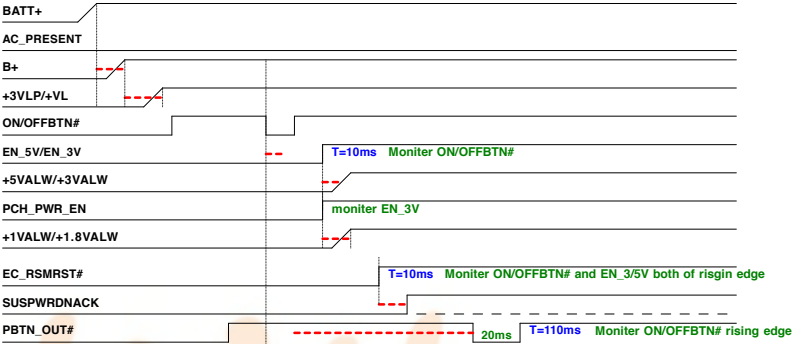 BATT+
AC_PRESENT
B+
+3VLP/+VL
ON/OFFBTN#
EN_5V/EN_3V T=10ms Moniter ON/OFFBTN#
+5VALW/+3VALW
PCH_PWR_EN moniter EN_3V
+1VALW/+1.8VALW
EC_RSMRST# T=10ms Moniter ON/OFFBTN# and EN_3/5V both of risgin edge
SUSPWRDNACK
PBTN_OUT# 20ms T=110ms Moniter ON/OFFBTN# rising edge